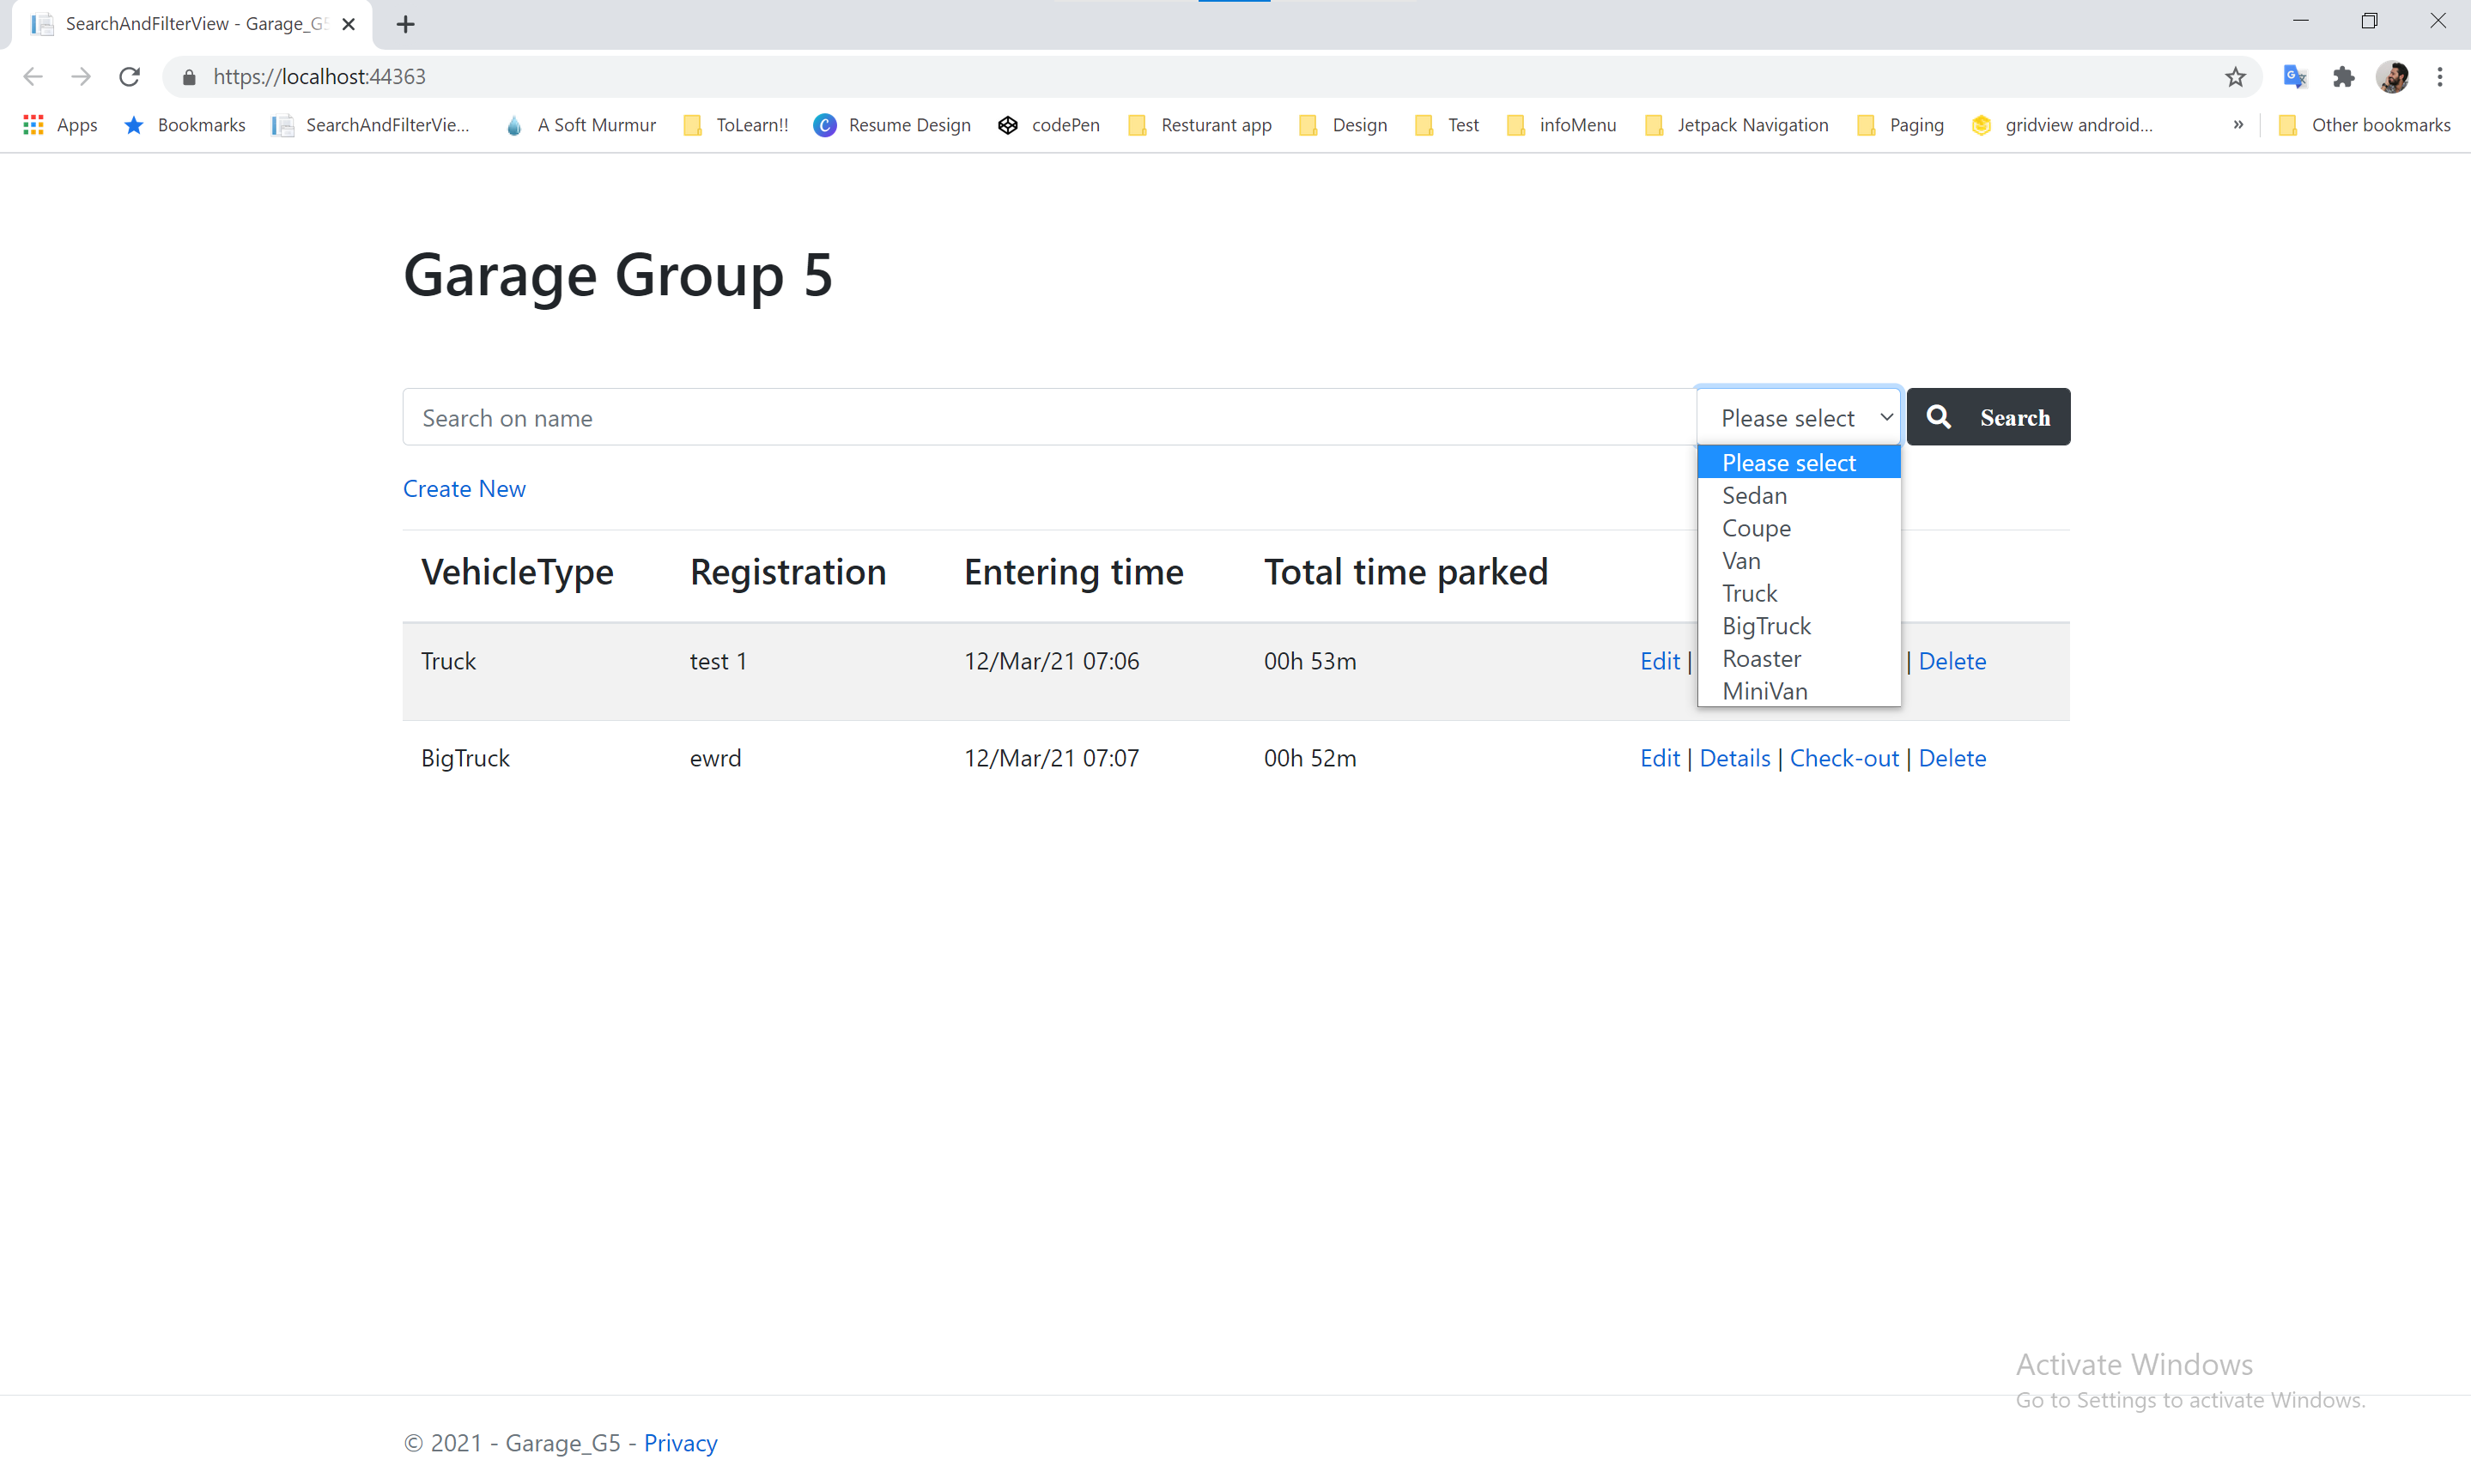 SearchAndFilterView - Garage_G5
https://localhost:44363
Apps Bookmarks SearchAndFilterVie... A Soft Murmur ToLearn!! Resume Design codePen Resturant app Design Test infoMenu Jetpack Navigation Paging gridview android... » Other bookmarks
Garage Group 5
Search on name Please select Search
Please select
Sedan
Coupe
Van
Truck
BigTruck
Roaster
MiniVan
Create New
VehicleType Registration Entering time Total time parked
Truck test 1 12/Mar/21 07:06 00h 53m Edit | | Delete
BigTruck ewrd 12/Mar/21 07:07 00h 52m Edit | Details | Check-out | Delete
Activate Windows
Go to Settings to activate Windows.
© 2021 - Garage_G5 - Privacy